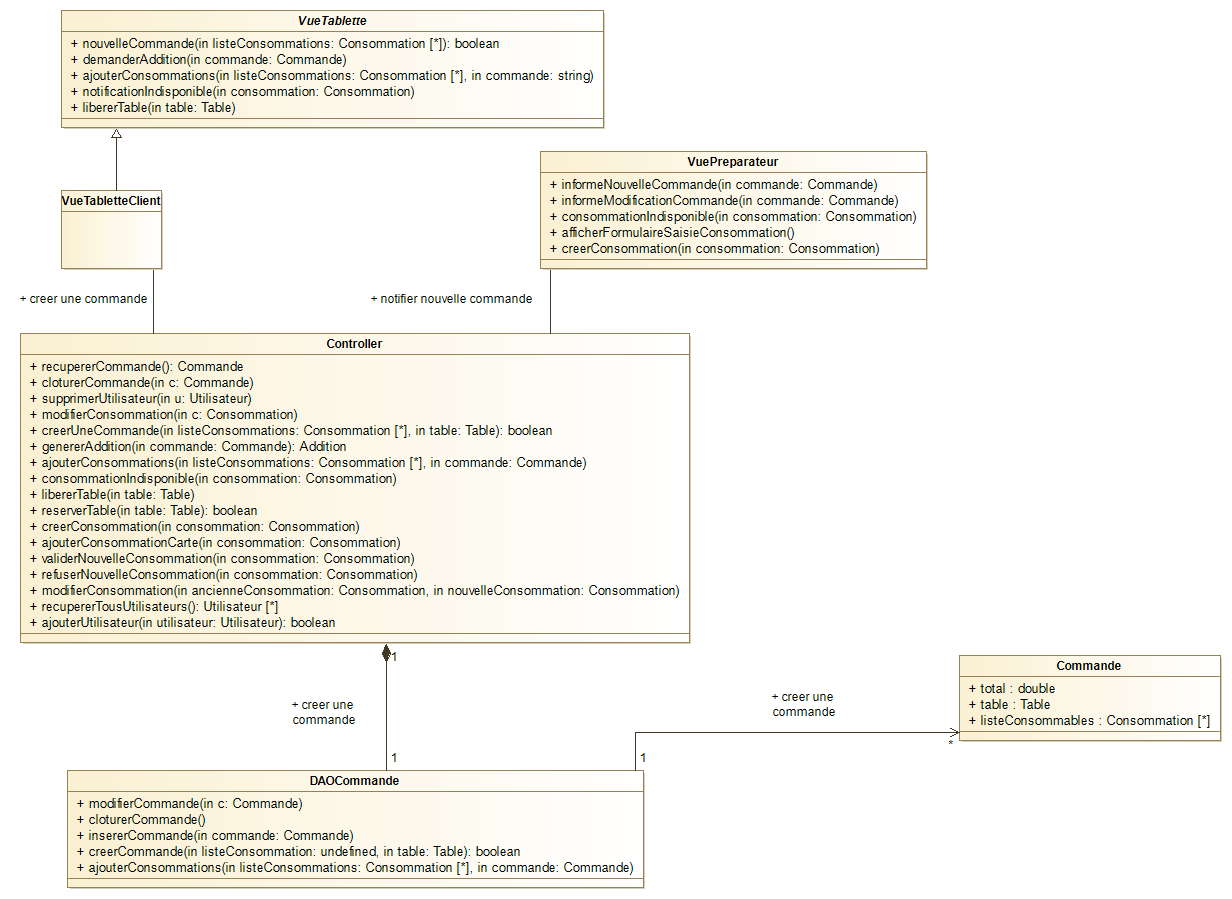 VueTablette
+ nouvelleCommande(in listeConsommations: Consommation [*]): boolean
+ demanderAddition(in commande: Commande)
+ ajouterConsommations(in listeConsommations: Consommation [*], in commande: string)
+ notificationIndisponible(in consommation: Consommation)
+ libererTable(in table: Table)
VuePreparateur
+ informeNouvelleCommande(in commande: Commande)
+ informeModificationCommande(in commande: Commande)
+ consommationIndisponible(in consommation: Consommation)
+ afficherFormulaireSaisieConsommation()
+ creerConsommation(in consommation: Consommation)
VueTabletteClient
+ creer une commande
+ notifier nouvelle commande
Controller
+ recupererCommande(): Commande
+ cloturerCommande(in c: Commande)
+ supprimerUtilisateur(in u: Utilisateur)
+ modifierConsommation(in c: Consommation)
+ creerUneCommande(in listeConsommations: Consommation [*], in table: Table): boolean
+ genererAddition(in commande: Commande): Addition
+ ajouterConsommations(in listeConsommations: Consommation [*], in commande: Commande)
+ consommationIndisponible(in consommation: Consommation)
+ libererTable(in table: Table)
+ reserverTable(in table: Table): boolean
+ creerConsommation(in consommation: Consommation)
+ ajouterConsommationCarte(in consommation: Consommation)
+ validerNouvelleConsommation(in consommation: Consommation)
+ refuserNouvelleConsommation(in consommation: Consommation)
+ modifierConsommation(in ancienneConsommation: Consommation, in nouvelleConsommation: Consommation)
+ recupererTousUtilisateurs(): Utilisateur [*]
+ ajouterUtilisateur(in utilisateur: Utilisateur): boolean
1
+ creer une
commande
1
+ creer une
commande
1
*
Commande
+ total : double
+ table : Table
+ listeConsommables : Consommation [*]
DAOCommande
+ modifierCommande(in c: Commande)
+ cloturerCommande()
+ insererCommande(in commande: Commande)
+ creerCommande(in listeConsommation: undefined, in table: Table): boolean
+ ajouterConsommations(in listeConsommations: Consommation [*], in commande: Commande)